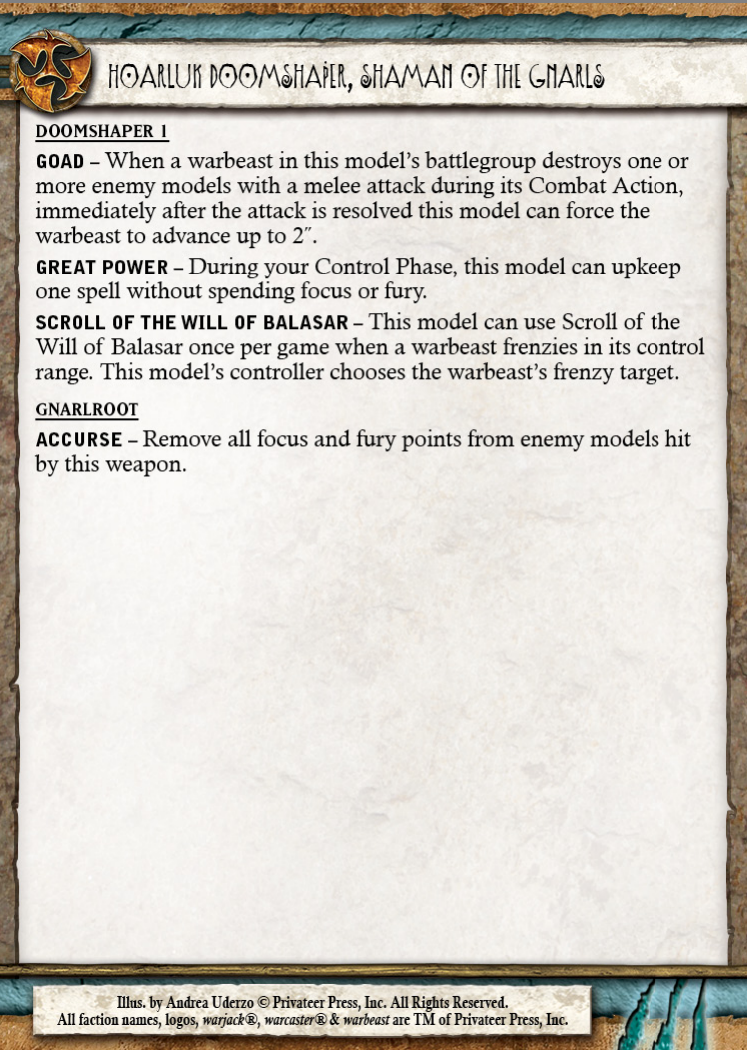 HOARLUK DOOMSHAPER, SHAMAN OF THE GNARLS
DOOMSHAPER 1
GOAD – When a warbeast in this model's battlegroup destroys one or
more enemy models with a melee attack during its Combat Action,
immediately after the attack is resolved this model can force the
warbeast to advance up to 2˝.
GREAT POWER – During your Control Phase, this model can upkeep
one spell without spending focus or fury.
SCROLL OF THE WILL OF BALASAR – This model can use Scroll of the
Will of Balasar once per game when a warbeast frenzies in its control
range. This model's controller chooses the warbeast's frenzy target.
GNARLROOT
ACCURSE – Remove all focus and fury points from enemy models hit
by this weapon.
Illus. by Andrea Uderzo © Privateer Press, Inc. All Rights Reserved.
All faction names, logos, warjack®, warcaster® & warbeast are TM of Privateer Press, Inc.